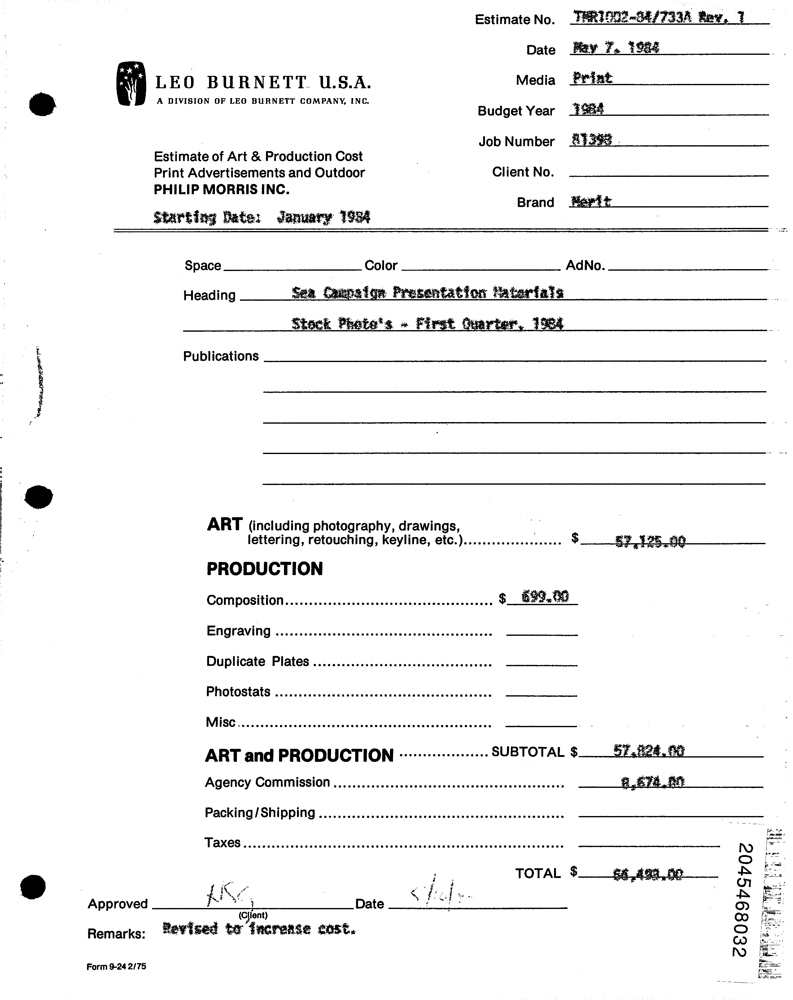 Estimate No. TMR1002-84/733A Rev. 1
Date May 7, 1984
LEO BURNETT U.S.A.
A DIVISION OF LEO BURNETT COMPANY, INC.
Media Print
Budget Year 1984
Job Number 81398
Estimate of Art & Production Cost
Print Advertisements and Outdoor
PHILIP MORRIS INC.
Client No.
Brand Merit
Starting Date: January 1984
Space Color AdNo.
Heading Sea Campaign Presentation Materials
Stock Photo's - First Quarter, 1984
Publications
ART (including photography, drawings,
lettering, retouching, keyline, etc.)..................... $ 57,125.00
PRODUCTION
Composition............................................ $ 699.00
Engraving ..............................................
Duplicate Plates ......................................
Photostats ..............................................
Misc......................................................
ART and PRODUCTION ................... SUBTOTAL $ 57,824.00
Agency Commission .................................................
Packing/Shipping ....................................................
Taxes....................................................................
8,674.00
TOTAL $ 66,498.00
Approved Date
(Client)
Remarks: Revised to increase cost.
Form 9-24 2/75
2045468032